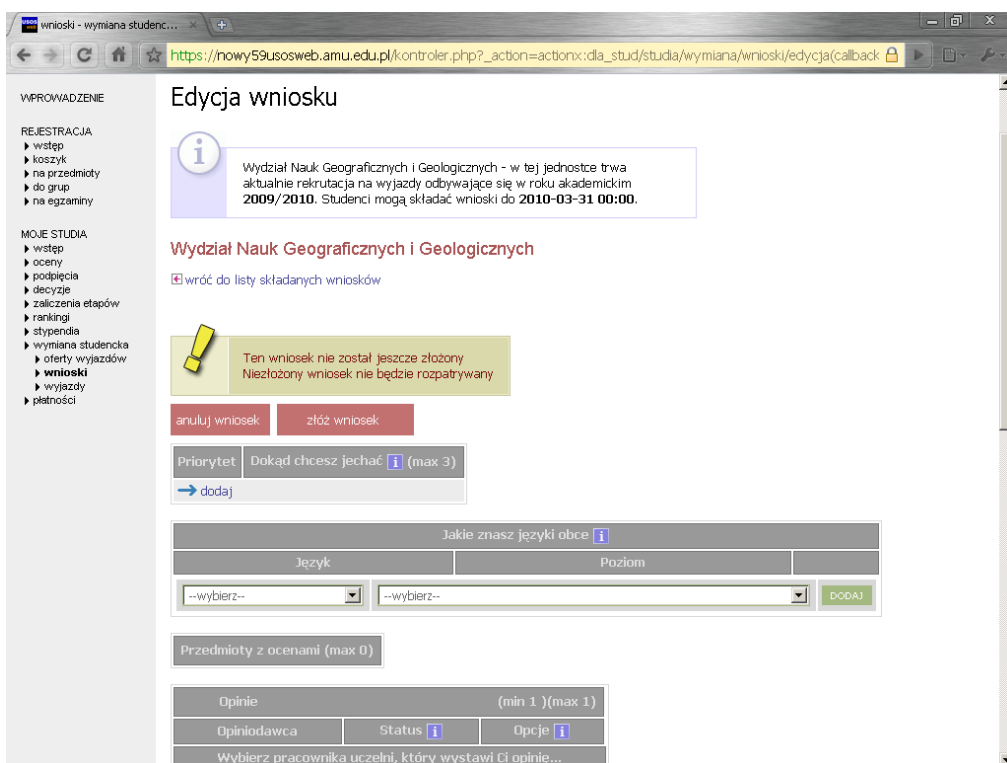 usos web wnioski - wymiana studenc...
https://nowy59usosweb.amu.edu.pl/kontroler.php?_action=actionx:dla_stud/studia/wymiana/wnioski/edycja(callback
WPROWADZENIE
REJESTRACJA
wstęp
koszyk
na przedmioty
do grup
na egzaminy
MOJE STUDIA
wstęp
oceny
podpięcia
decyzje
zaliczenia etapów
rankingi
stypendia
wymiana studencka
oferty wyjazdów
wnioski
wyjazdy
płatności
Edycja wniosku
i
Wydział Nauk Geograficznych i Geologicznych - w tej jednostce trwa
aktualnie rekrutacja na wyjazdy odbywające się w roku akademickim
2009/2010. Studenci mogą składać wnioski do 2010-03-31 00:00.
Wydział Nauk Geograficznych i Geologicznych
wróć do listy składanych wniosków
Ten wniosek nie został jeszcze złożony
Niezłożony wniosek nie będzie rozpatrywany
anuluj wniosek złóż wniosek
Priorytet Dokąd chcesz jechać i (max 3)
dodaj
Jakie znasz języki obce i
Język Poziom
--wybierz-- --wybierz-- DODAJ
Przedmioty z ocenami (max 0)
Opinie (min 1 )(max 1)
Opiniodawca Status i Opcje i
Wybierz pracownika uczelni, który wystawi Ci opinię...